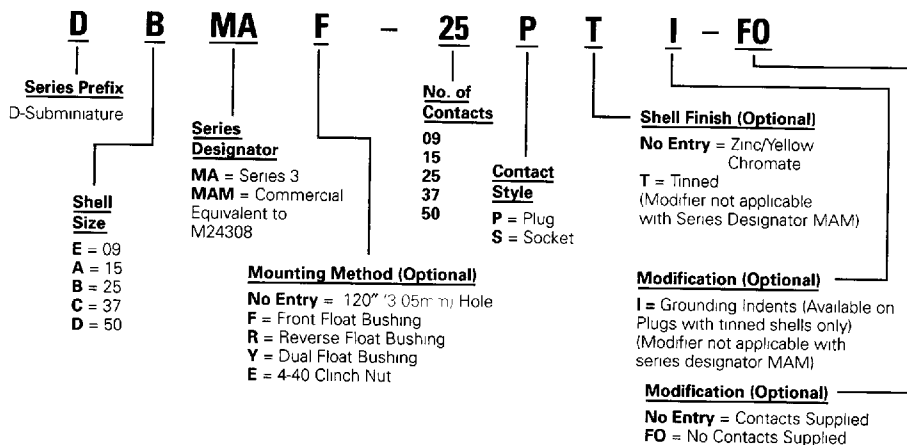 D B MA F - 25 P T I - FO
Series Prefix
D-Subminiature
Shell
Size
E = 09
A = 15
B = 25
C = 37
D = 50
Series
Designator
MA = Series 3
MAM = Commercial
Equivalent to
M24308
Mounting Method (Optional)
No Entry = .120" (3.05mm) Hole
F = Front Float Bushing
R = Reverse Float Bushing
Y = Dual Float Bushing
E = 4-40 Clinch Nut
No. of
Contacts
09
15
25
37
50
Contact
Style
P = Plug
S = Socket
Shell Finish (Optional)
No Entry = Zinc/Yellow
Chromate
T = Tinned
(Modifier not applicable
with Series Designator MAM)
Modification (Optional)
I = Grounding Indents (Available on
Plugs with tinned shells only)
(Modifier not applicable with
series designator MAM)
Modification (Optional)
No Entry = Contacts Supplied
FO = No Contacts Supplied